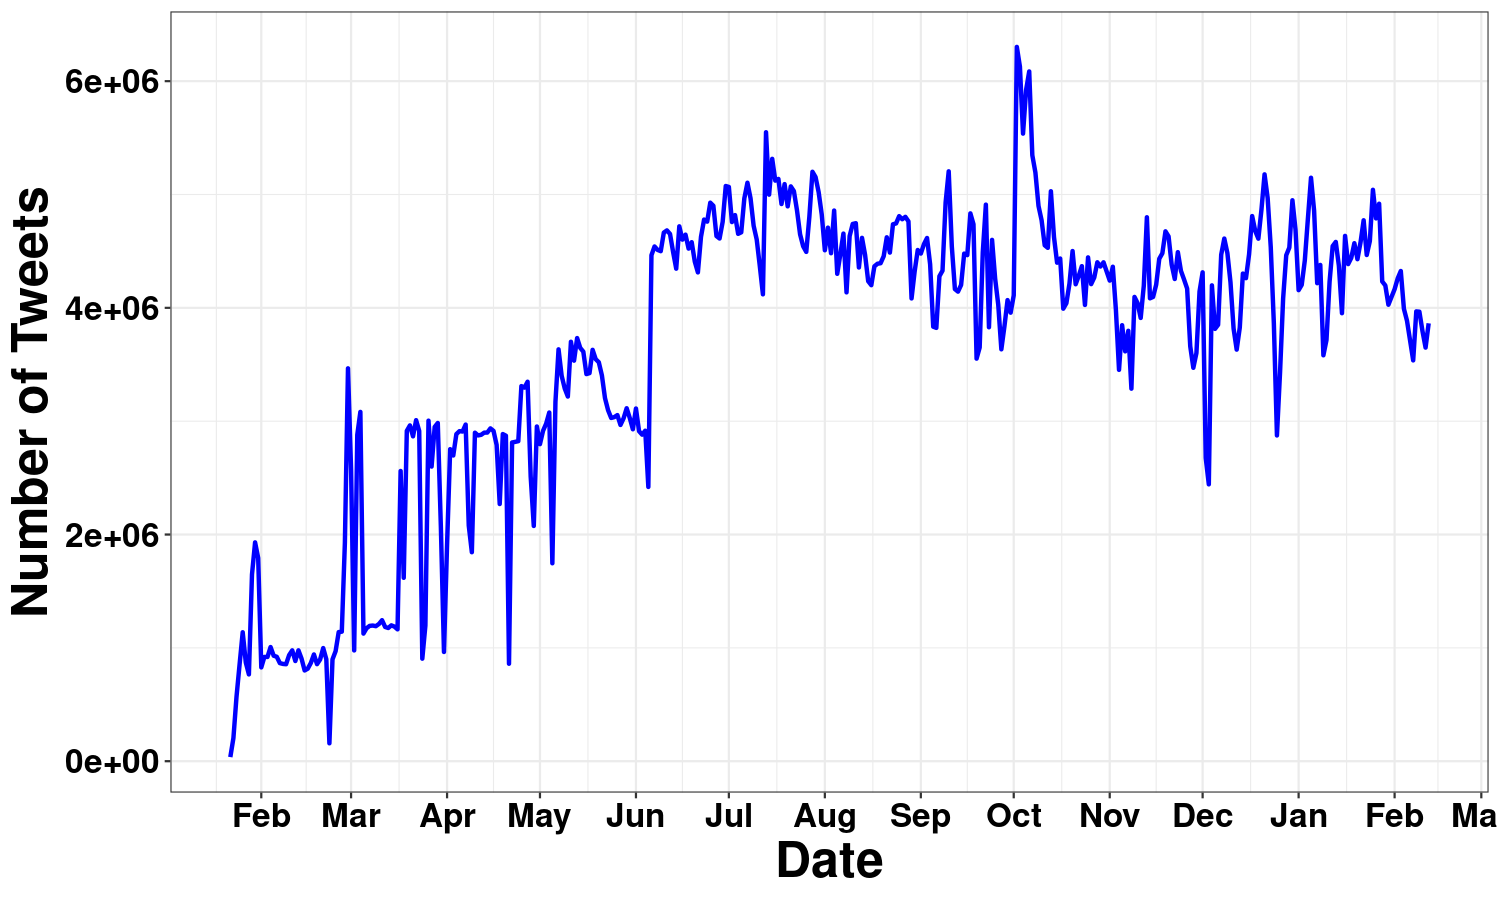 Number of Tweets
6e+06
4e+06
2e+06
0e+00
Feb Mar Apr May Jun Jul Aug Sep Oct Nov Dec Jan Feb Ma
Date